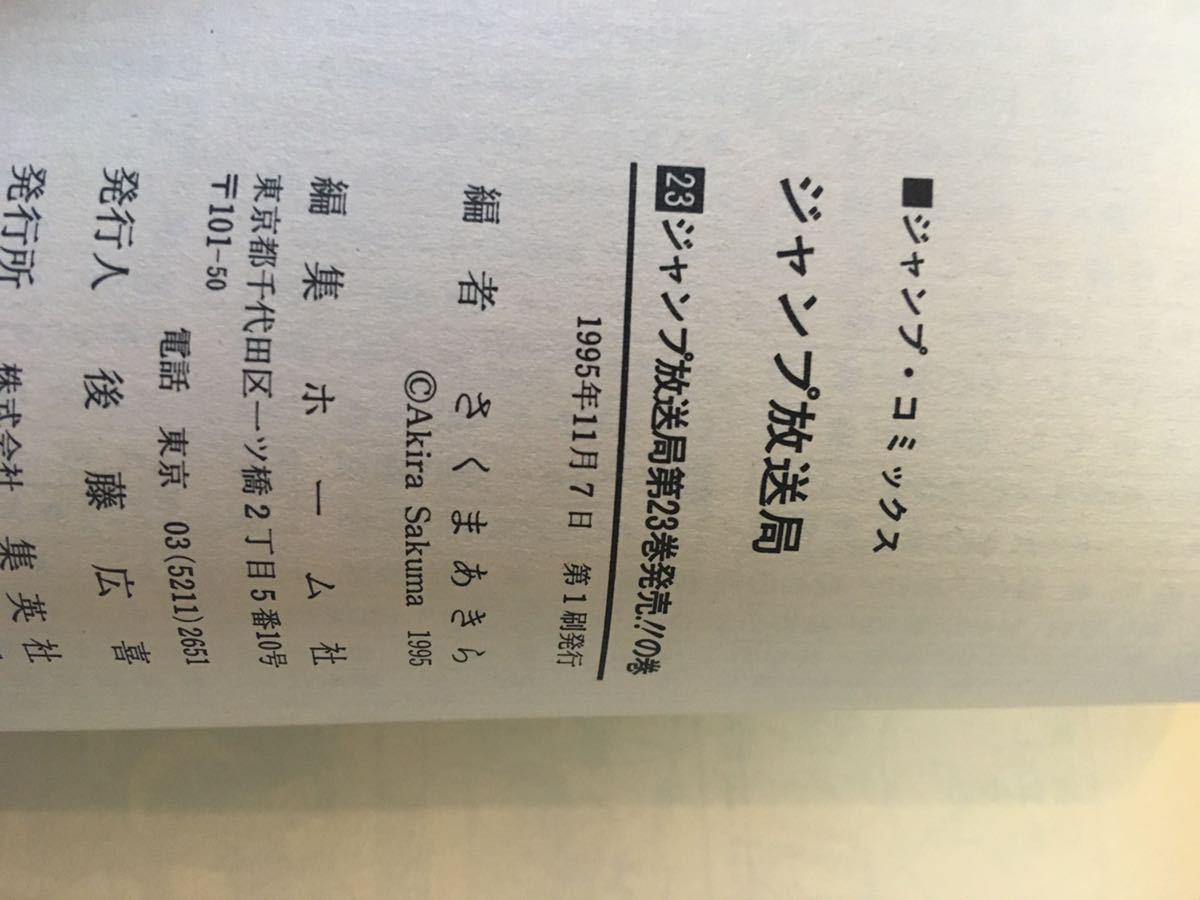 ■ジャンプ・コミックス
ジャンプ放送局
23ジャンプ放送局第23巻発売!!の巻
1995年11月7日　第1刷発行
編者　さくまあきら
©Akira Sakuma 1995
編集　ホーム社
東京都千代田区一ツ橋2丁目5番10号
〒101-50
電話　東京　03(5211)2651
発行人　後藤広喜
発行所　株式会社　集英社